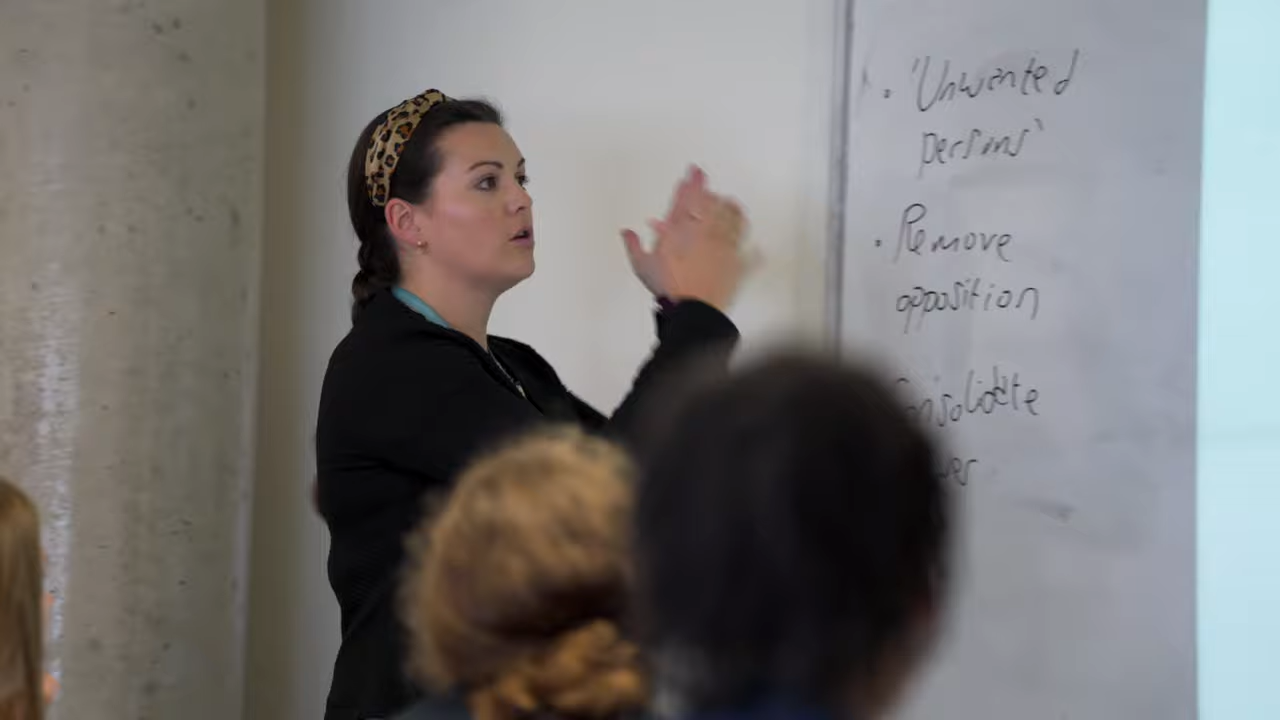 • 'Unwanted
persons'
• Remove
opposition